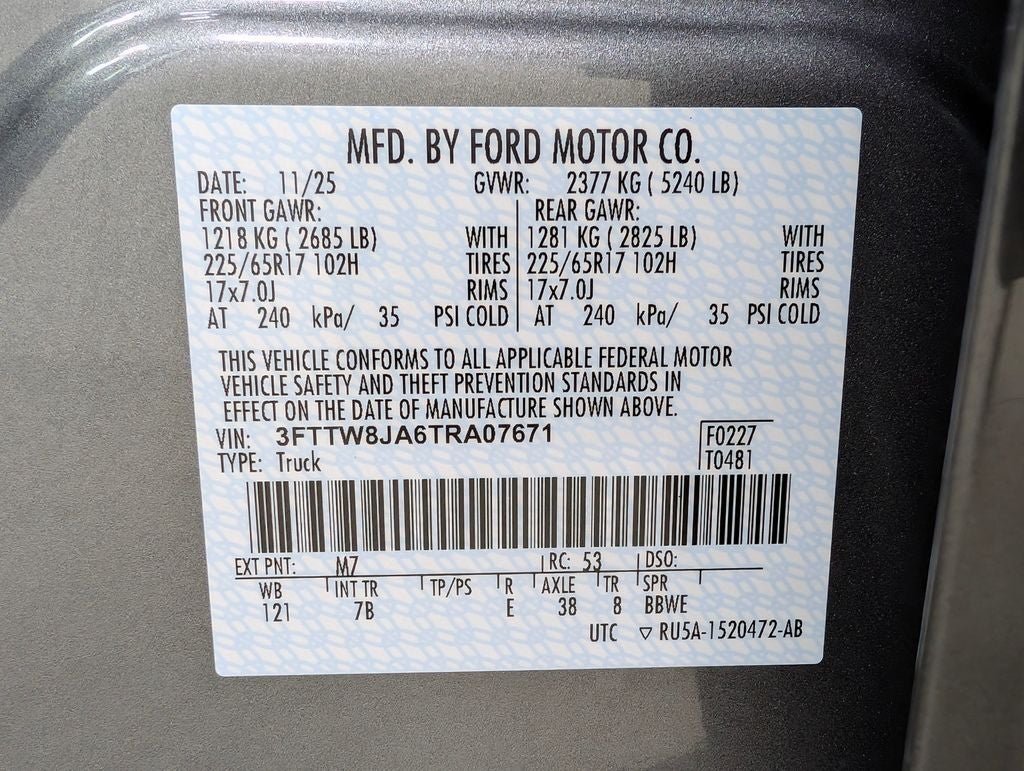 MFD. BY FORD MOTOR CO.
DATE: 11/25 GVWR: 2377 KG ( 5240 LB)
FRONT GAWR: REAR GAWR:
1218 KG ( 2685 LB) WITH 1281 KG ( 2825 LB) WITH
225/65R17 102H TIRES 225/65R17 102H TIRES
17x7.0J RIMS 17x7.0J RIMS
AT 240 kPa/ 35 PSI COLD AT 240 kPa/ 35 PSI COLD
THIS VEHICLE CONFORMS TO ALL APPLICABLE FEDERAL MOTOR
VEHICLE SAFETY AND THEFT PREVENTION STANDARDS IN
EFFECT ON THE DATE OF MANUFACTURE SHOWN ABOVE.
VIN: 3FTTW8JA6TRA07671 F0227
TYPE: Truck T0481
EXT PNT: M7 RC: 53 DSO:
WB INT TR TP/PS R AXLE TR SPR
121 7B E 38 8 BBWE
UTC ▽ RU5A-1520472-AB